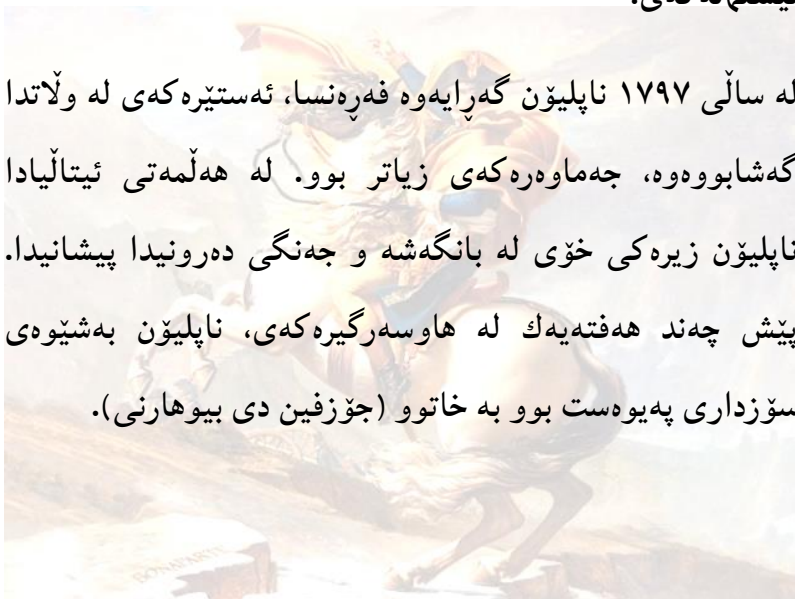 لە ساڵی ١٧٩٧ ناپلیۆن گەڕایەوە فەڕەنسا، ئەستێرەکەی لە وڵاتدا
گەشابووەوە، جەماوەرەکەی زیاتر بوو. لە هەڵمەتی ئیتاڵیادا
ناپلیۆن زیرەکی خۆی لە بانگەشە و جەنگی دەرونیدا پیشانیدا.
پێش چەند هەفتەیەك لە هاوسەرگیرەکەی، ناپلیۆن بەشێوەی
سۆزداری پەیوەست بوو بە خاتوو (جۆزفین دی بیوهارنی).
BONAPARTE